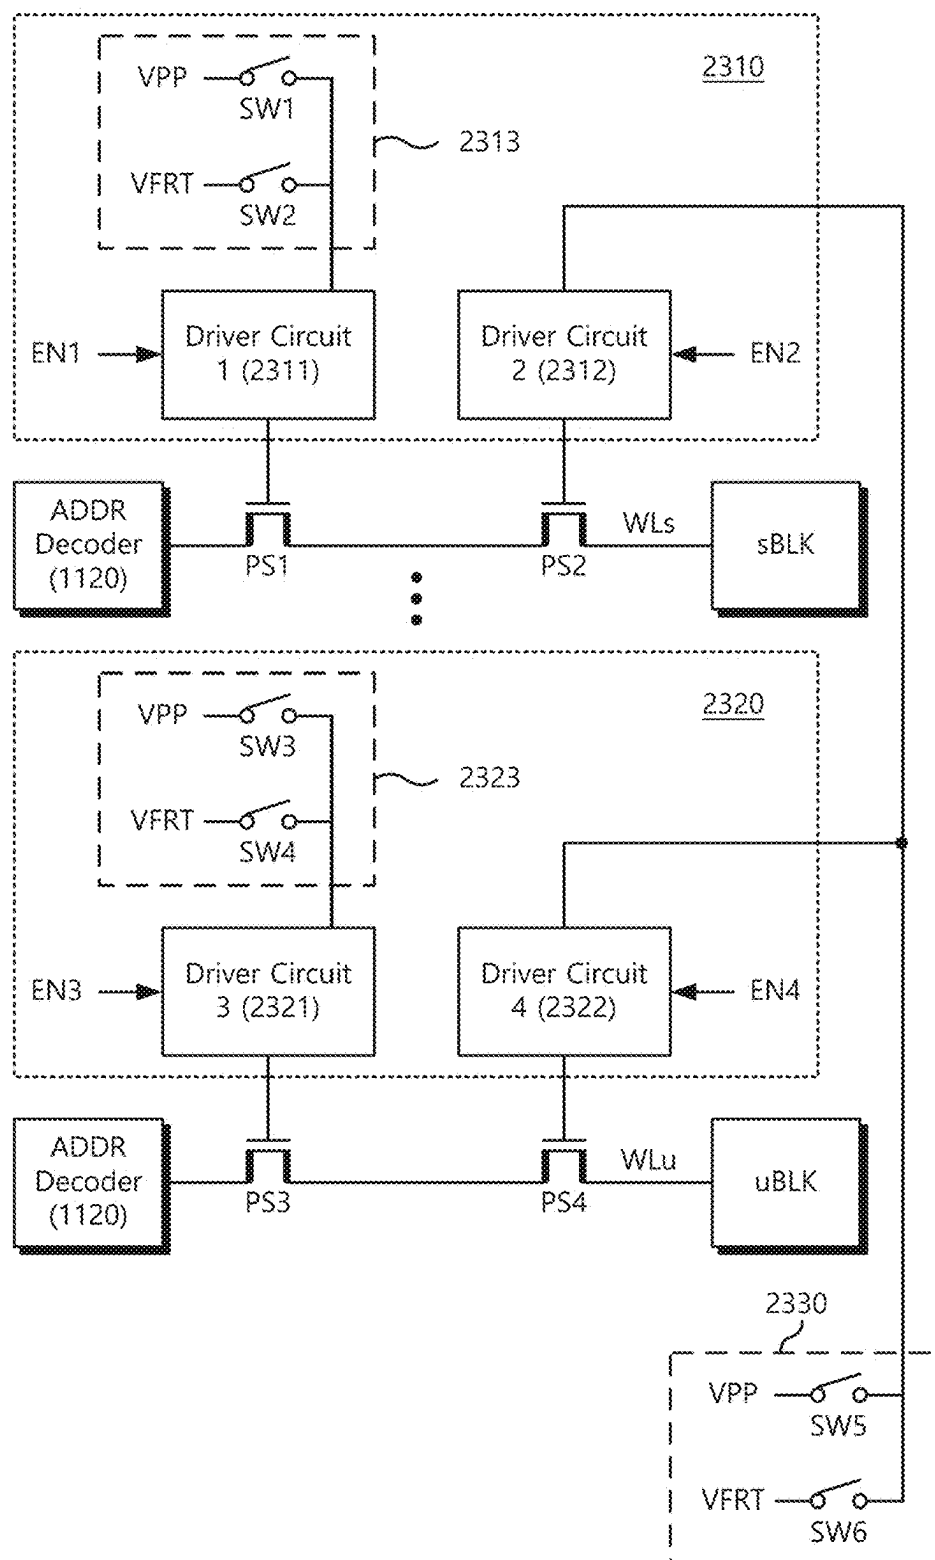 2310
VPP
SW1
2313
VFRT
SW2
Driver Circuit
1 (2311)
Driver Circuit
2 (2312)
EN1
EN2
ADDR
Decoder
(1120)
PS1
PS2
WLs
sBLK
2320
VPP
SW3
2323
VFRT
SW4
Driver Circuit
3 (2321)
Driver Circuit
4 (2322)
EN3
EN4
ADDR
Decoder
(1120)
PS3
PS4
WLu
uBLK
2330
VPP
SW5
VFRT
SW6